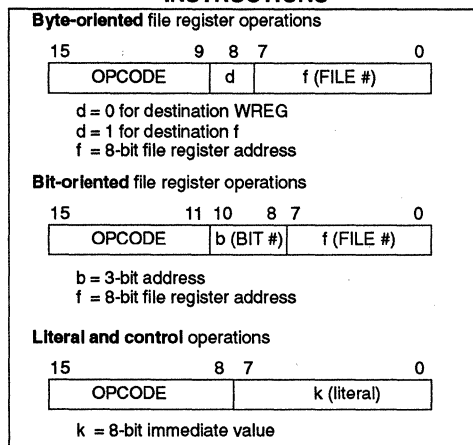 INSTRUCTIONS
Byte-oriented file register operations
15 9 8 7 0
OPCODE d f (FILE #)
d = 0 for destination WREG
d = 1 for destination f
f = 8-bit file register address
Bit-oriented file register operations
15 11 10 8 7 0
OPCODE b (BIT #) f (FILE #)
b = 3-bit address
f = 8-bit file register address
Literal and control operations
15 8 7 0
OPCODE k (literal)
k = 8-bit immediate value